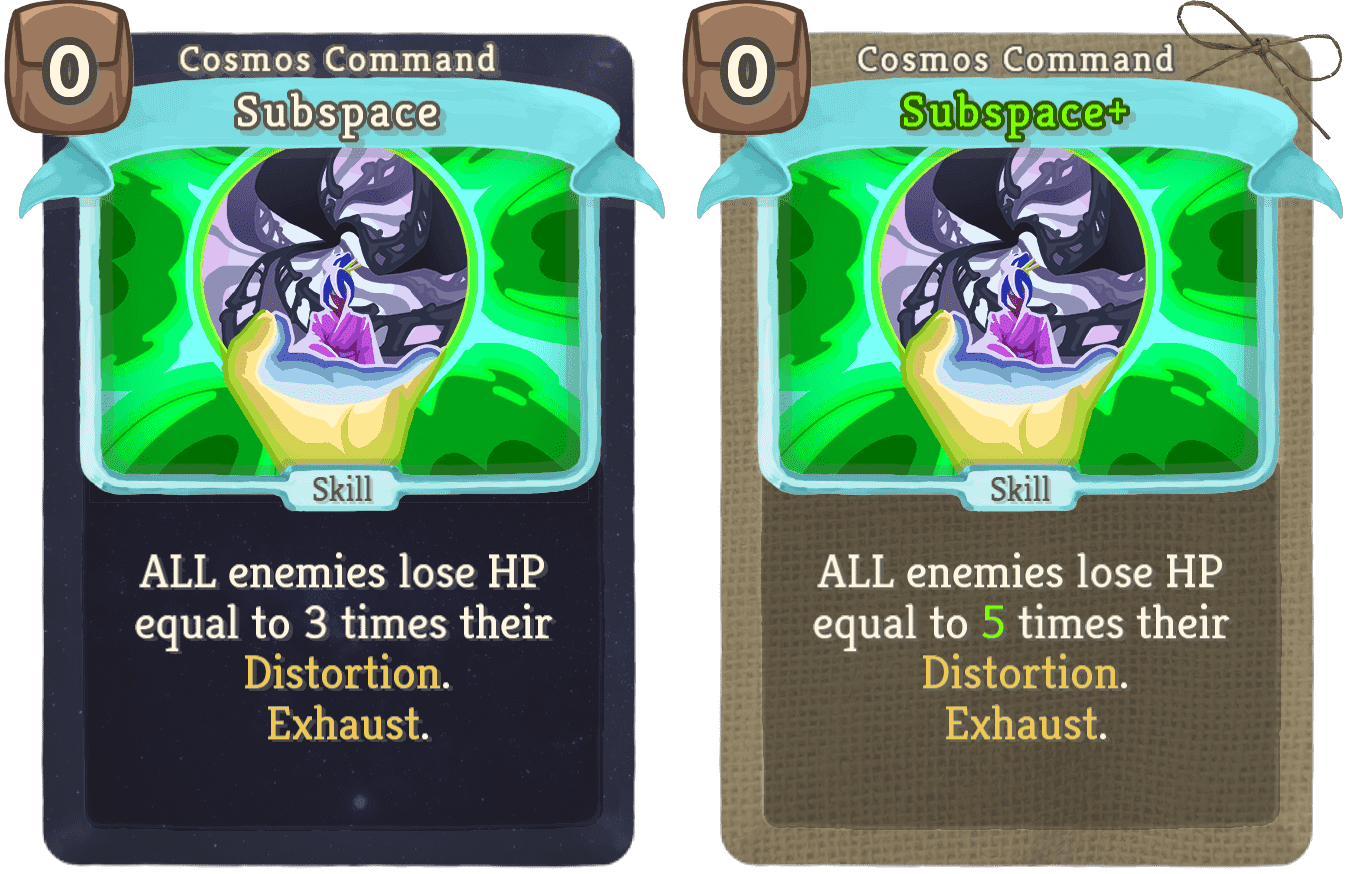 0
Cosmos Command
Subspace
Skill
ALL enemies lose HP
equal to 3 times their
Distortion.
Exhaust.
0
Cosmos Command
Subspace+
Skill
ALL enemies lose HP
equal to 5 times their
Distortion.
Exhaust.